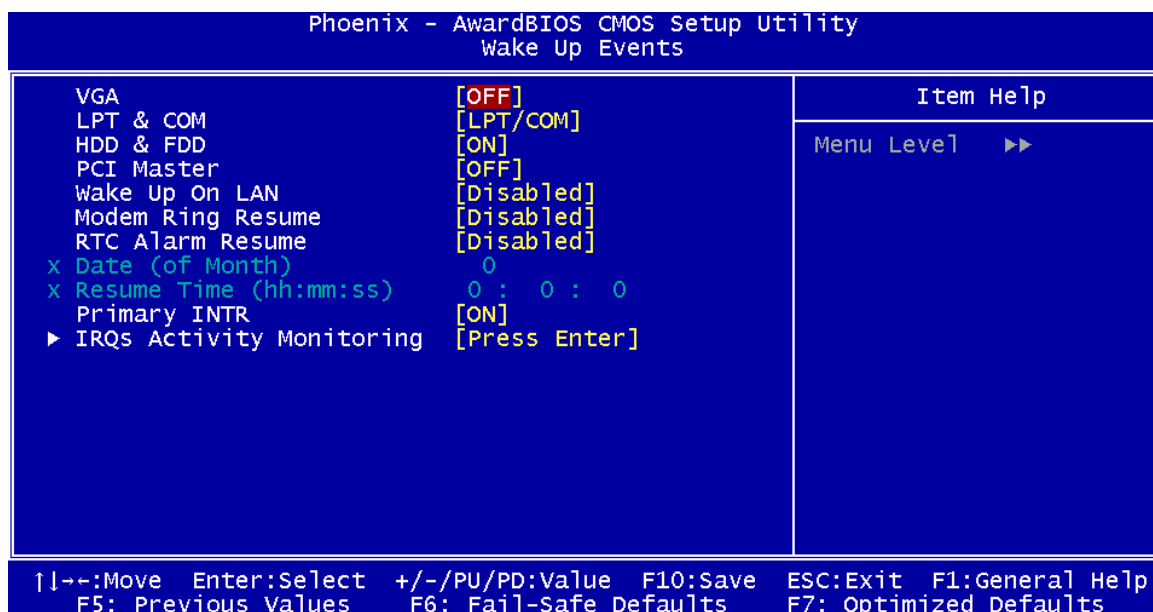 Phoenix - AwardBIOS CMOS Setup Utility
Wake Up Events
VGA [OFF]
LPT & COM [LPT/COM]
HDD & FDD [ON]
PCI Master [OFF]
Wake Up On LAN [Disabled]
Modem Ring Resume [Disabled]
RTC Alarm Resume [Disabled]
x Date (of Month) 0
x Resume Time (hh:mm:ss) 0 : 0 : 0
Primary INTR [ON]
▶ IRQs Activity Monitoring [Press Enter]
Item Help
Menu Level ▶▶
↑↓→←:Move Enter:Select +/-/PU/PD:Value F10:Save ESC:Exit F1:General Help
F5: Previous Values F6: Fail-Safe Defaults F7: Optimized Defaults